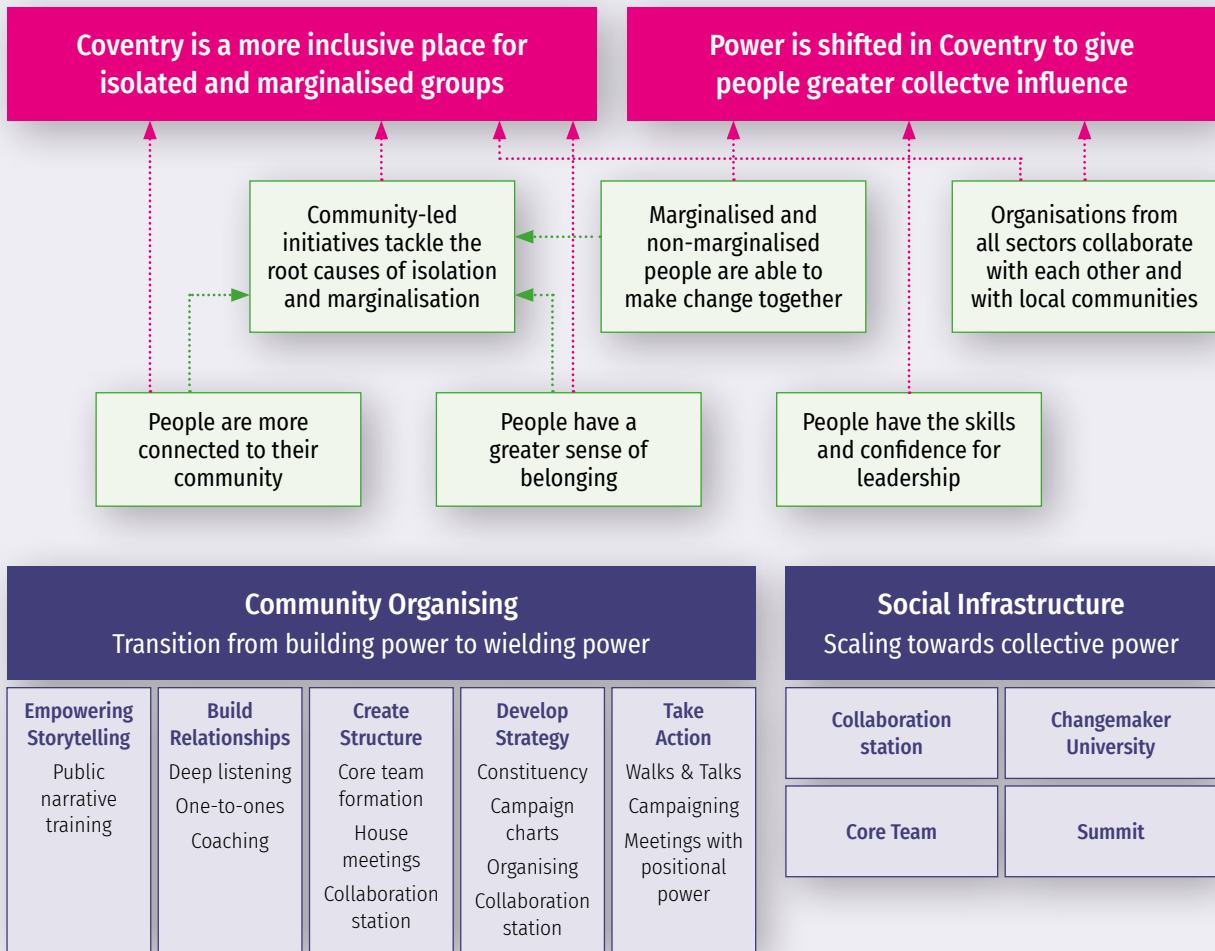 Coventry is a more inclusive place for
isolated and marginalised groups
Power is shifted in Coventry to give
people greater collectve influence
Community-led
initiatives tackle the
root causes of isolation
and marginalisation
Marginalised and
non-marginalised
people are able to
make change together
Organisations from
all sectors collaborate
with each other and
with local communities
People are more
connected to their
community
People have a
greater sense of
belonging
People have the skills
and confidence for
leadership
Community Organising
Transition from building power to wielding power
Empowering
Storytelling
Public
narrative
training
Build
Relationships
Deep listening
One-to-ones
Coaching
Create
Structure
Core team
formation
House
meetings
Collaboration
station
Develop
Strategy
Constituency
Campaign
charts
Organising
Collaboration
station
Take
Action
Walks & Talks
Campaigning
Meetings with
positional
power
Social Infrastructure
Scaling towards collective power
Collaboration
station
Changemaker
University
Core Team
Summit